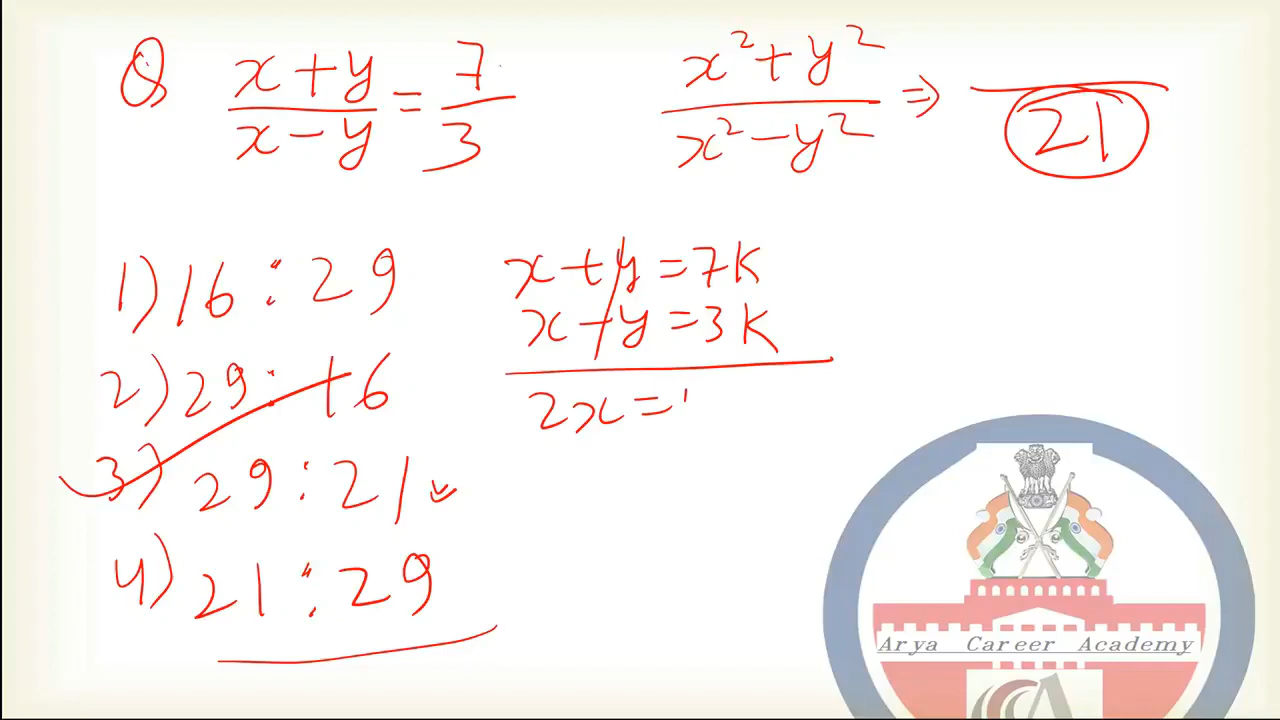 Q x+y/x-y = 7/3 x²+y²/x²-y² ⇒ /21
1) 16 : 29
2) 29 : 16
3) 29 : 21
4) 21 : 29
x+y = 7K
x-y = 3K
2x =
Arya Career Academy